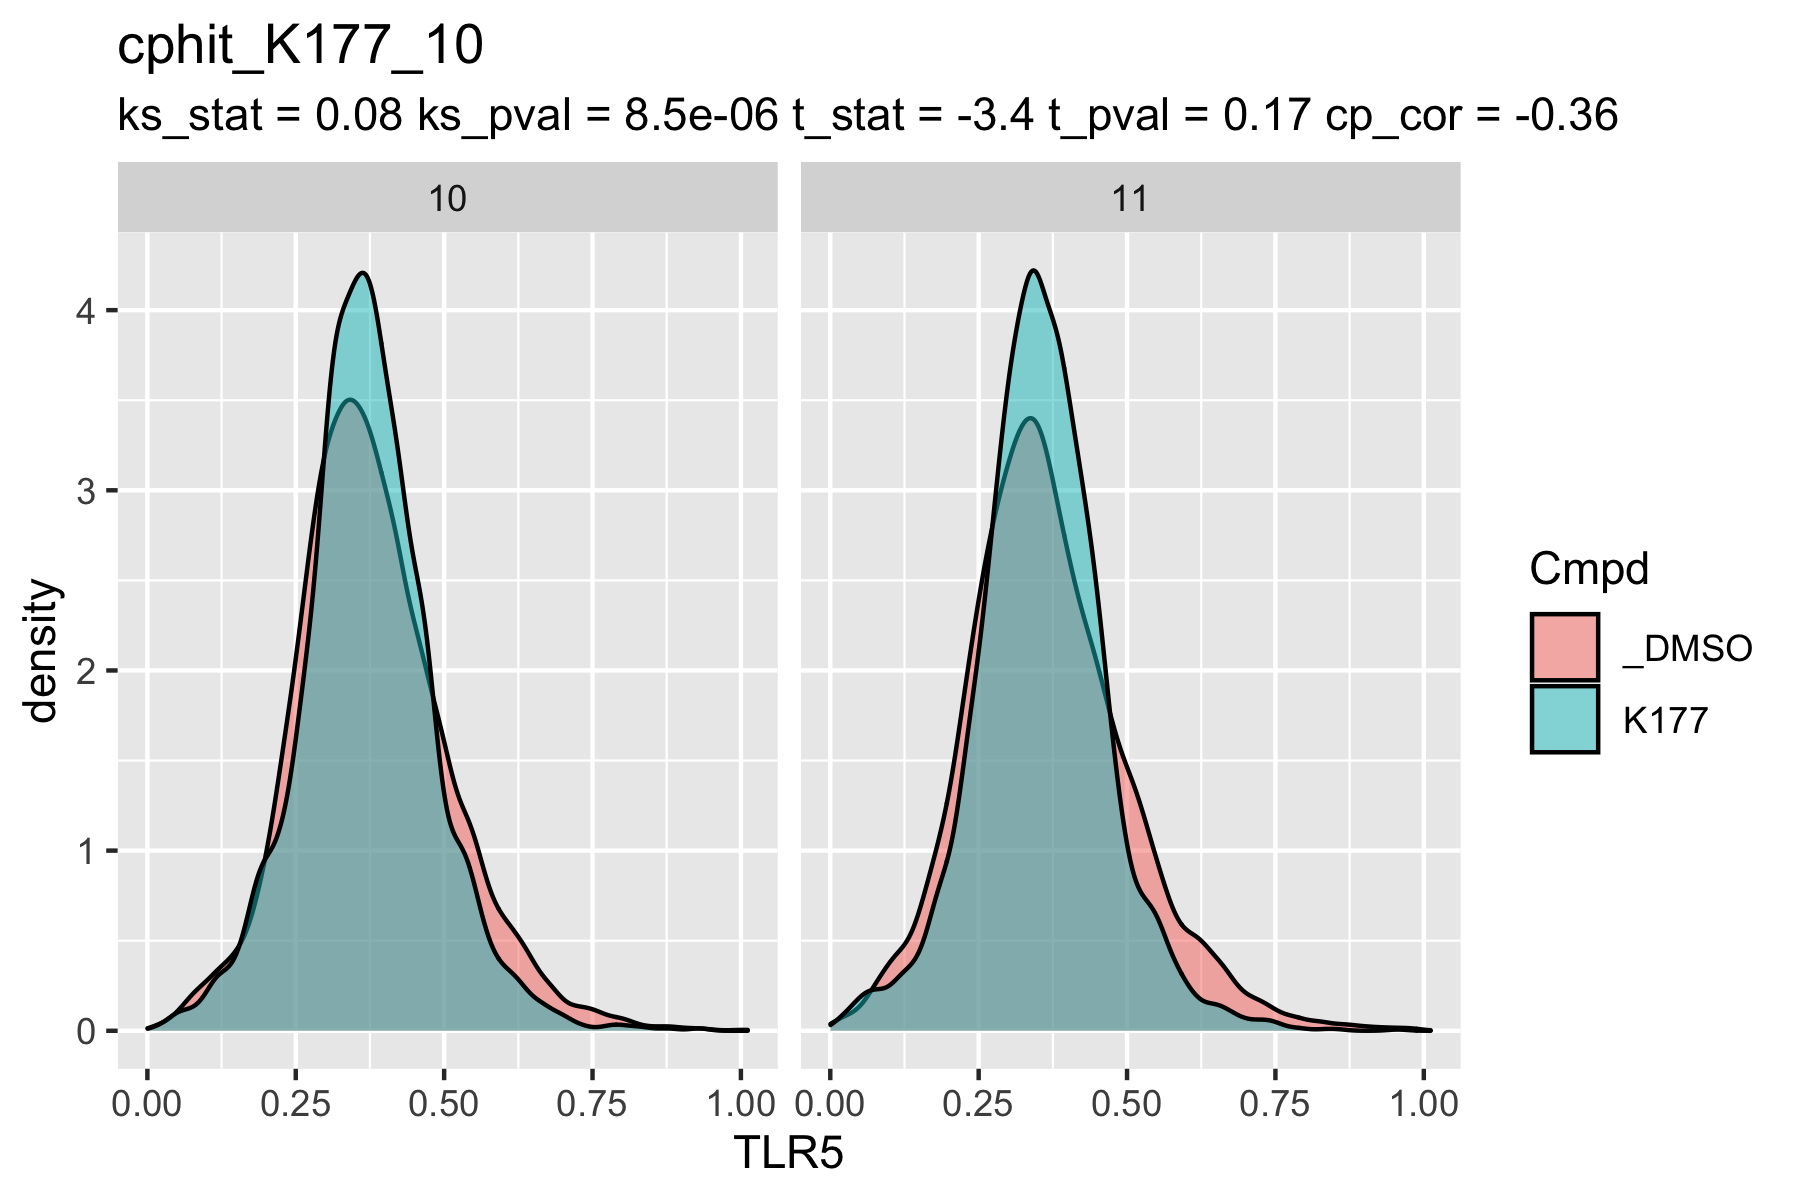 cphit_K177_10
ks_stat = 0.08 ks_pval = 8.5e-06 t_stat = -3.4 t_pval = 0.17 cp_cor = -0.36
10 11
4
3
2
1
0
density
0.00 0.25 0.50 0.75 1.00 0.00 0.25 0.50 0.75 1.00
TLR5
Cmpd
_DMSO
K177